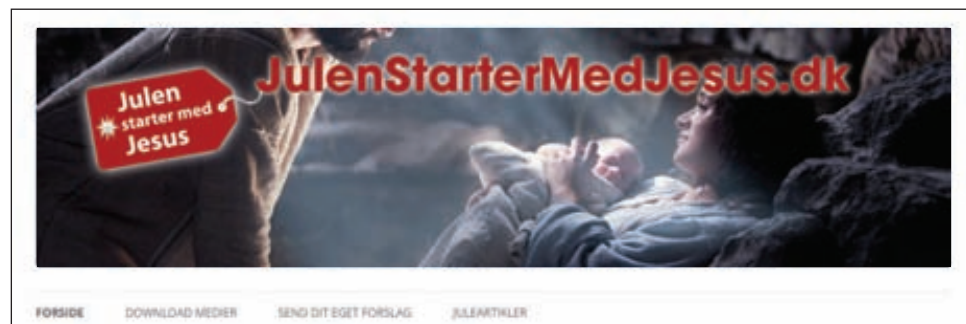 JulenStarterMedJesus.dk
Julen
starter med
Jesus
FORSIDE DOWNLOAD MEDIER SEND DIT EGET FORSLAG JULEARTIKLER